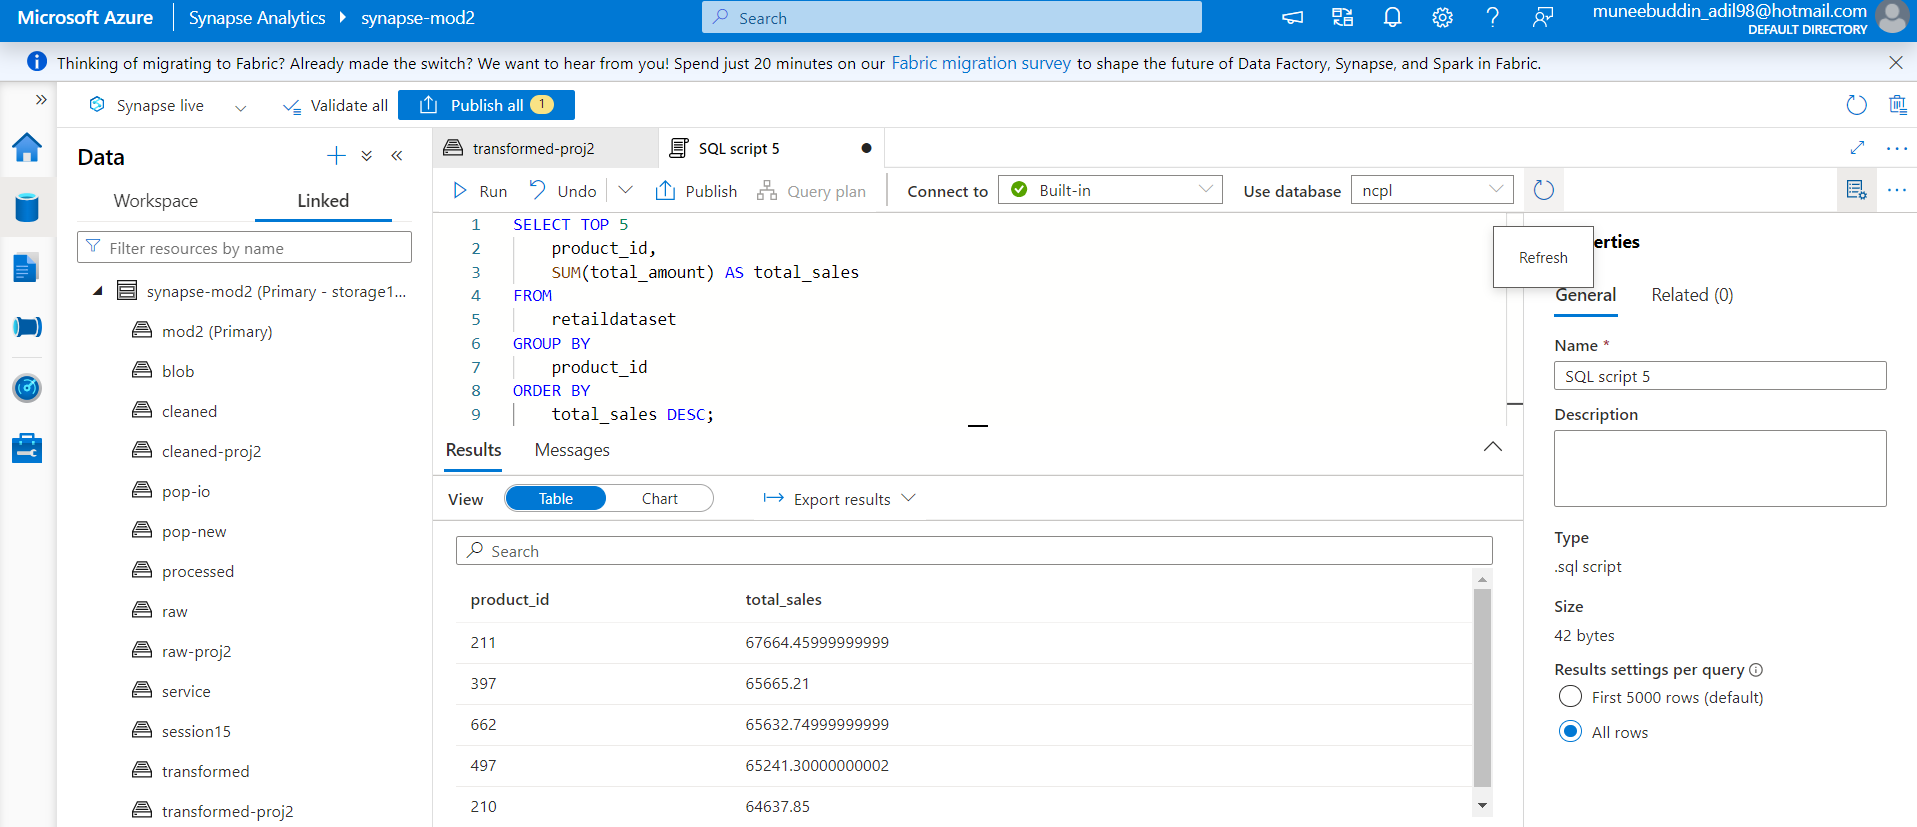 Microsoft Azure
Synapse Analytics
synapse-mod2
Search
muneebuddin_adil98@hotmail.com
DEFAULT DIRECTORY
Thinking of migrating to Fabric? Already made the switch? We want to hear from you! Spend just 20 minutes on our Fabric migration survey to shape the future of Data Factory, Synapse, and Spark in Fabric.
Synapse live
Validate all
Publish all 1
Data
Workspace
Linked
Filter resources by name
synapse-mod2 (Primary - storage1...
mod2 (Primary)
blob
cleaned
cleaned-proj2
pop-io
pop-new
processed
raw
raw-proj2
service
session15
transformed
transformed-proj2
transformed-proj2
SQL script 5
Run
Undo
Publish
Query plan
Connect to
Built-in
Use database
ncpl
1 SELECT TOP 5
2 product_id,
3 SUM(total_amount) AS total_sales
4 FROM
5 retaildataset
6 GROUP BY
7 product_id
8 ORDER BY
9 total_sales DESC;
Results
Messages
View
Table
Chart
Export results
Search
product_id total_sales
211 67664.45999999999
397 65665.21
662 65632.74999999999
497 65241.30000000002
210 64637.85
Refresh
erties
General
Related (0)
Name *
SQL script 5
Description
Type
.sql script
Size
42 bytes
Results settings per query
First 5000 rows (default)
All rows